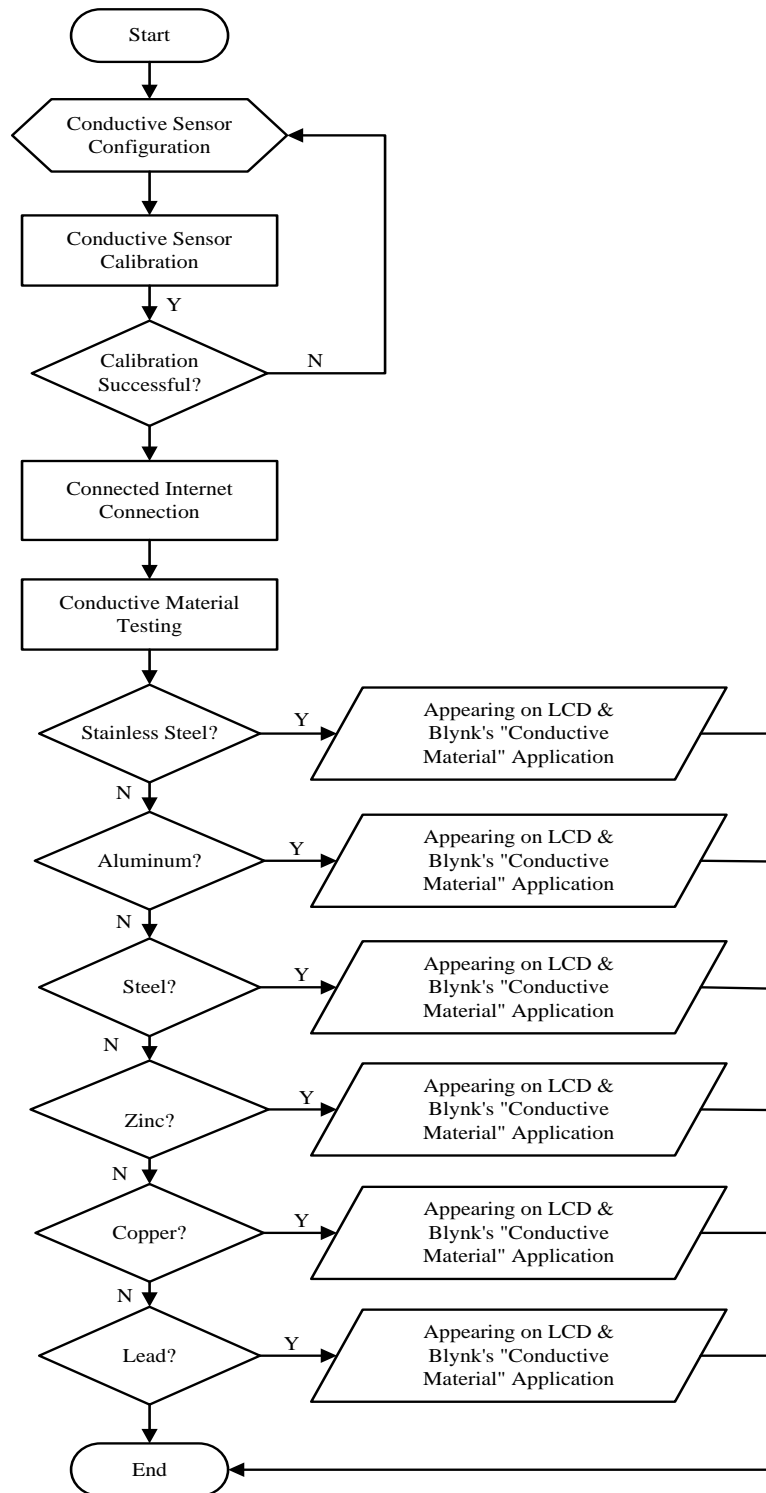 Start
Conductive Sensor
Configuration
Conductive Sensor
Calibration
Y
Calibration
Successful?
N
Connected Internet
Connection
Conductive Material
Testing
Stainless Steel?
Y
Appearing on LCD &
Blynk's "Conductive
Material" Application
N
Aluminum?
Y
Appearing on LCD &
Blynk's "Conductive
Material" Application
N
Steel?
Y
Appearing on LCD &
Blynk's "Conductive
Material" Application
N
Zinc?
Y
Appearing on LCD &
Blynk's "Conductive
Material" Application
N
Copper?
Y
Appearing on LCD &
Blynk's "Conductive
Material" Application
N
Lead?
Y
Appearing on LCD &
Blynk's "Conductive
Material" Application
End